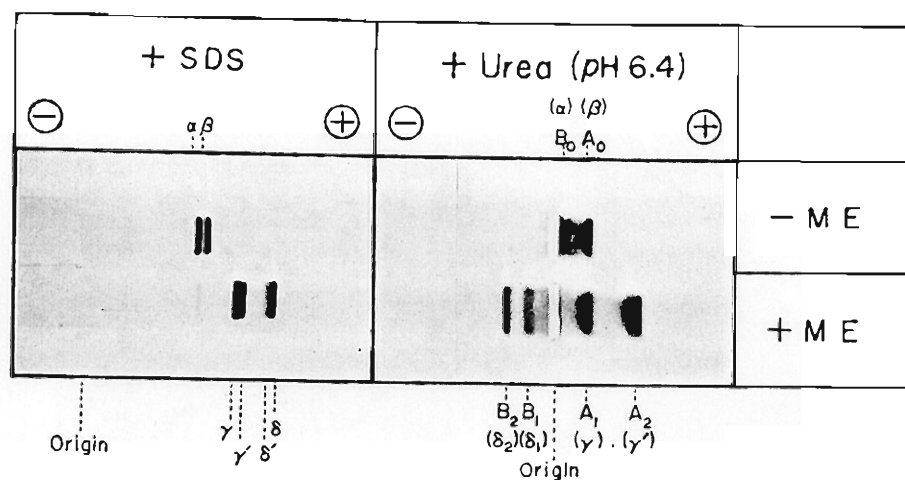 + SDS
+ Urea (pH 6.4)
(α) (β)
⊖ α β ⊕
⊖ B₀ A₀ ⊕
- M E
+ M E
Origin
γ δ
γ' δ'
B₂ B₁ A₁ A₂
(δ₂)(δ₁) (γ) . (γ')
Origin